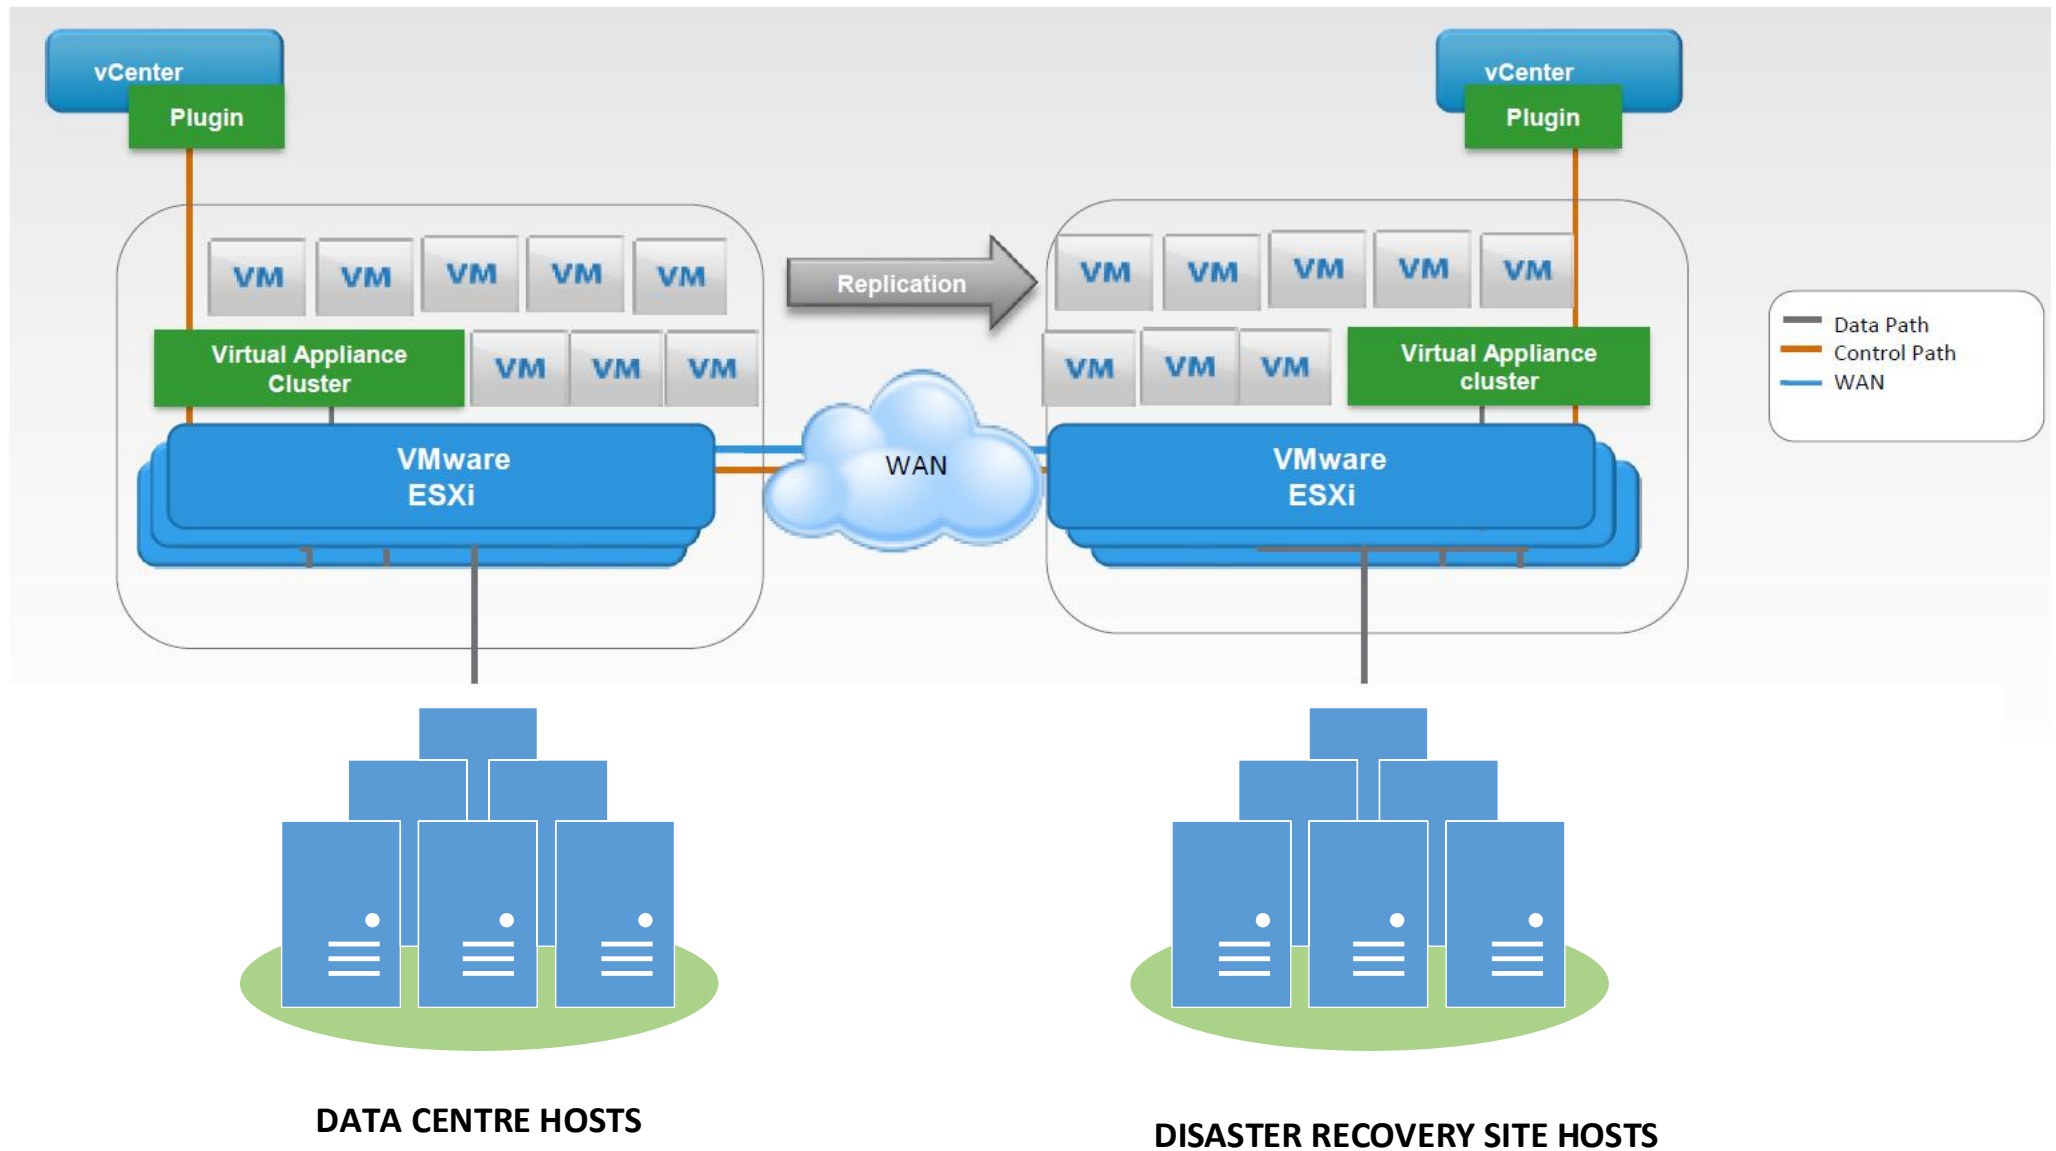 vCenter
Plugin
vCenter
Plugin
VM VM VM VM VM
Replication
VM VM VM VM VM
Virtual Appliance
Cluster
VM VM VM
VM VM VM
Virtual Appliance
cluster
Data Path
Control Path
WAN
VMware
ESXi
WAN
VMware
ESXi
DATA CENTRE HOSTS
DISASTER RECOVERY SITE HOSTS